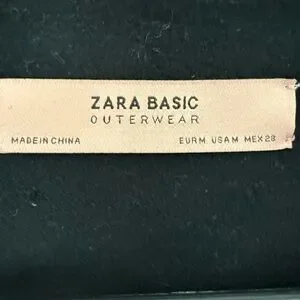 ZARA BASIC
OUTERWEAR
MADE IN CHINA EUR M USA M MEX 28